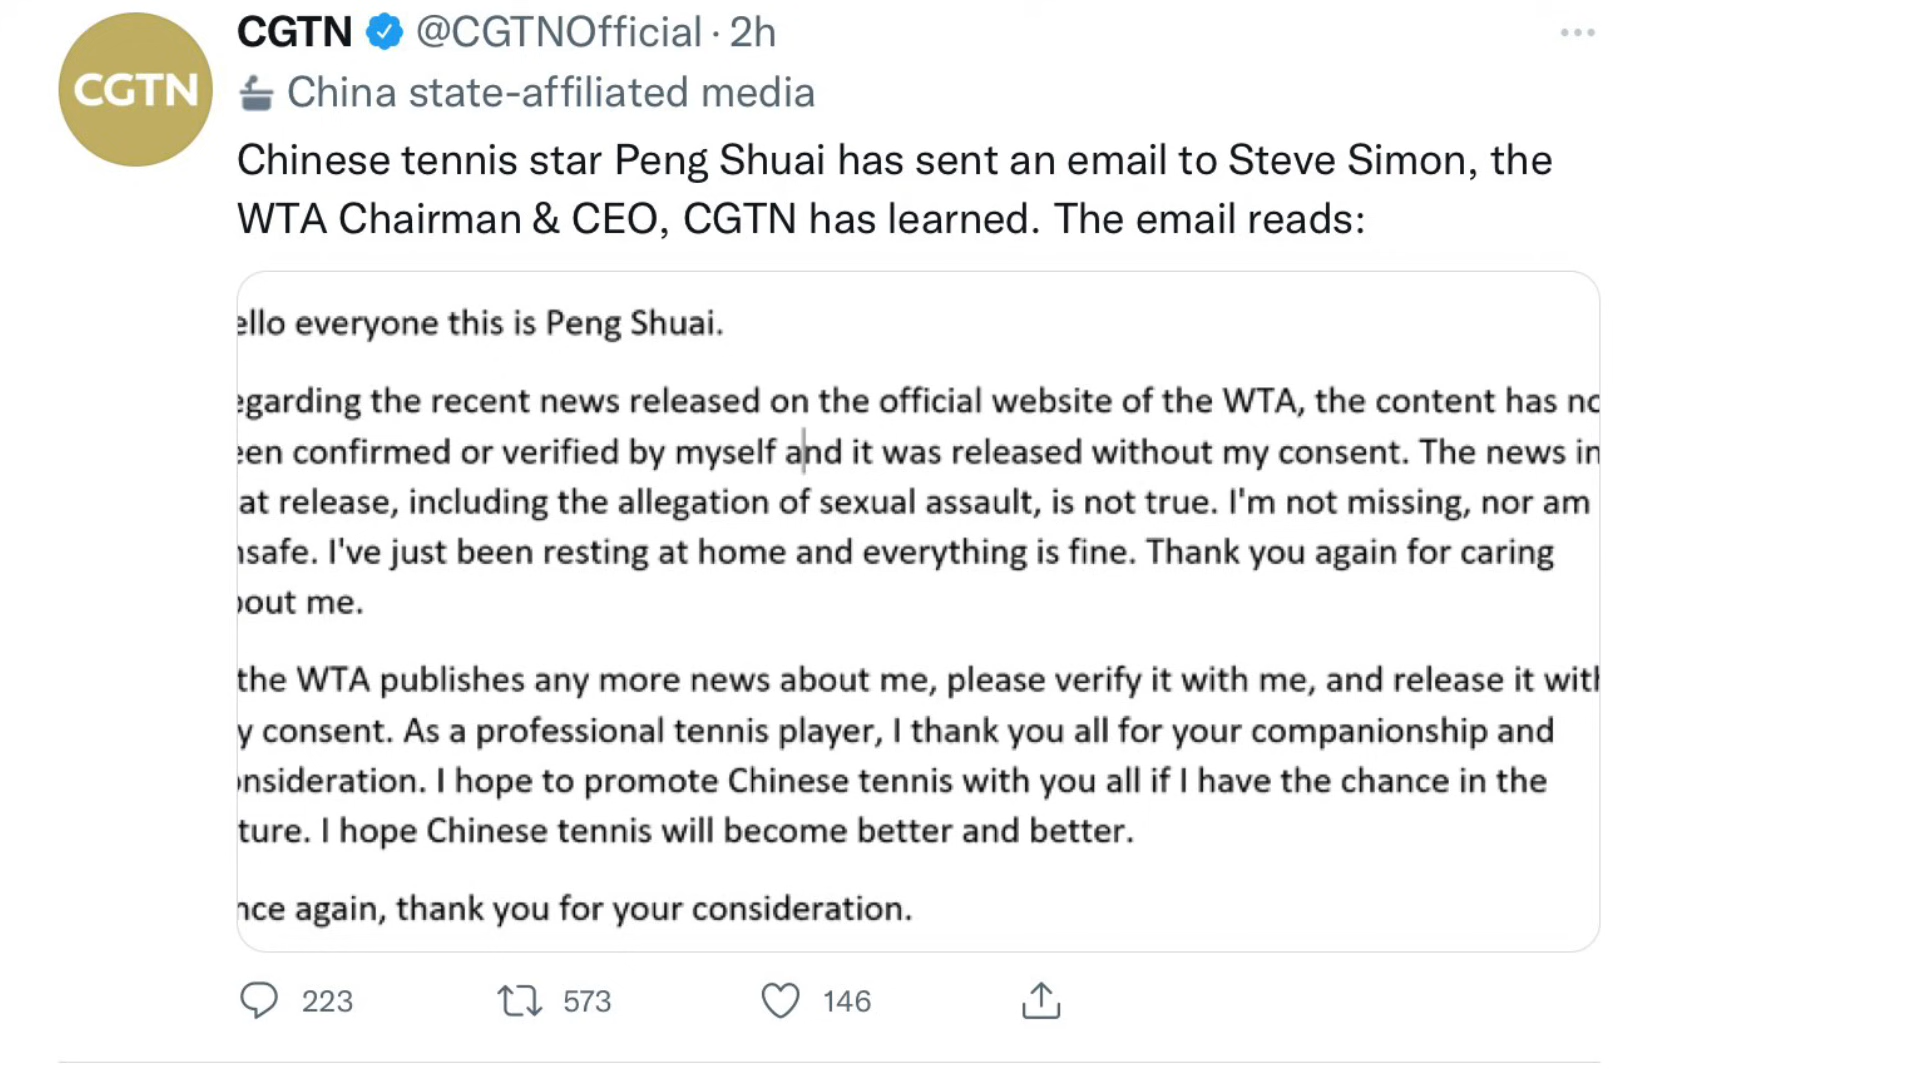 CGTN
CGTN @CGTNOfficial · 2h
China state-affiliated media
Chinese tennis star Peng Shuai has sent an email to Steve Simon, the
WTA Chairman & CEO, CGTN has learned. The email reads:
ello everyone this is Peng Shuai.
egarding the recent news released on the official website of the WTA, the content has no
een confirmed or verified by myself and it was released without my consent. The news in
at release, including the allegation of sexual assault, is not true. I'm not missing, nor am
nsafe. I've just been resting at home and everything is fine. Thank you again for caring
bout me.
the WTA publishes any more news about me, please verify it with me, and release it with
y consent. As a professional tennis player, I thank you all for your companionship and
onsideration. I hope to promote Chinese tennis with you all if I have the chance in the
ture. I hope Chinese tennis will become better and better.
nce again, thank you for your consideration.
223 573 146